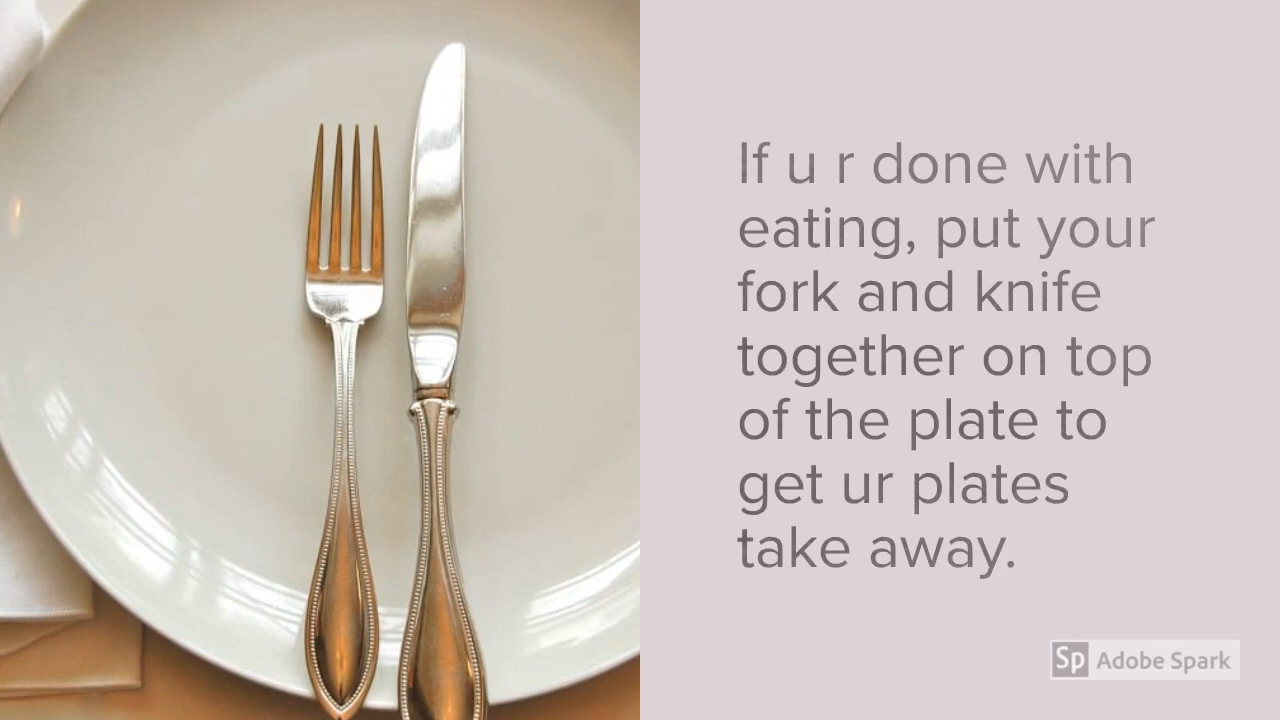 If u r done with
eating, put your
fork and knife
together on top
of the plate to
get ur plates
take away.
Sp Adobe Spark